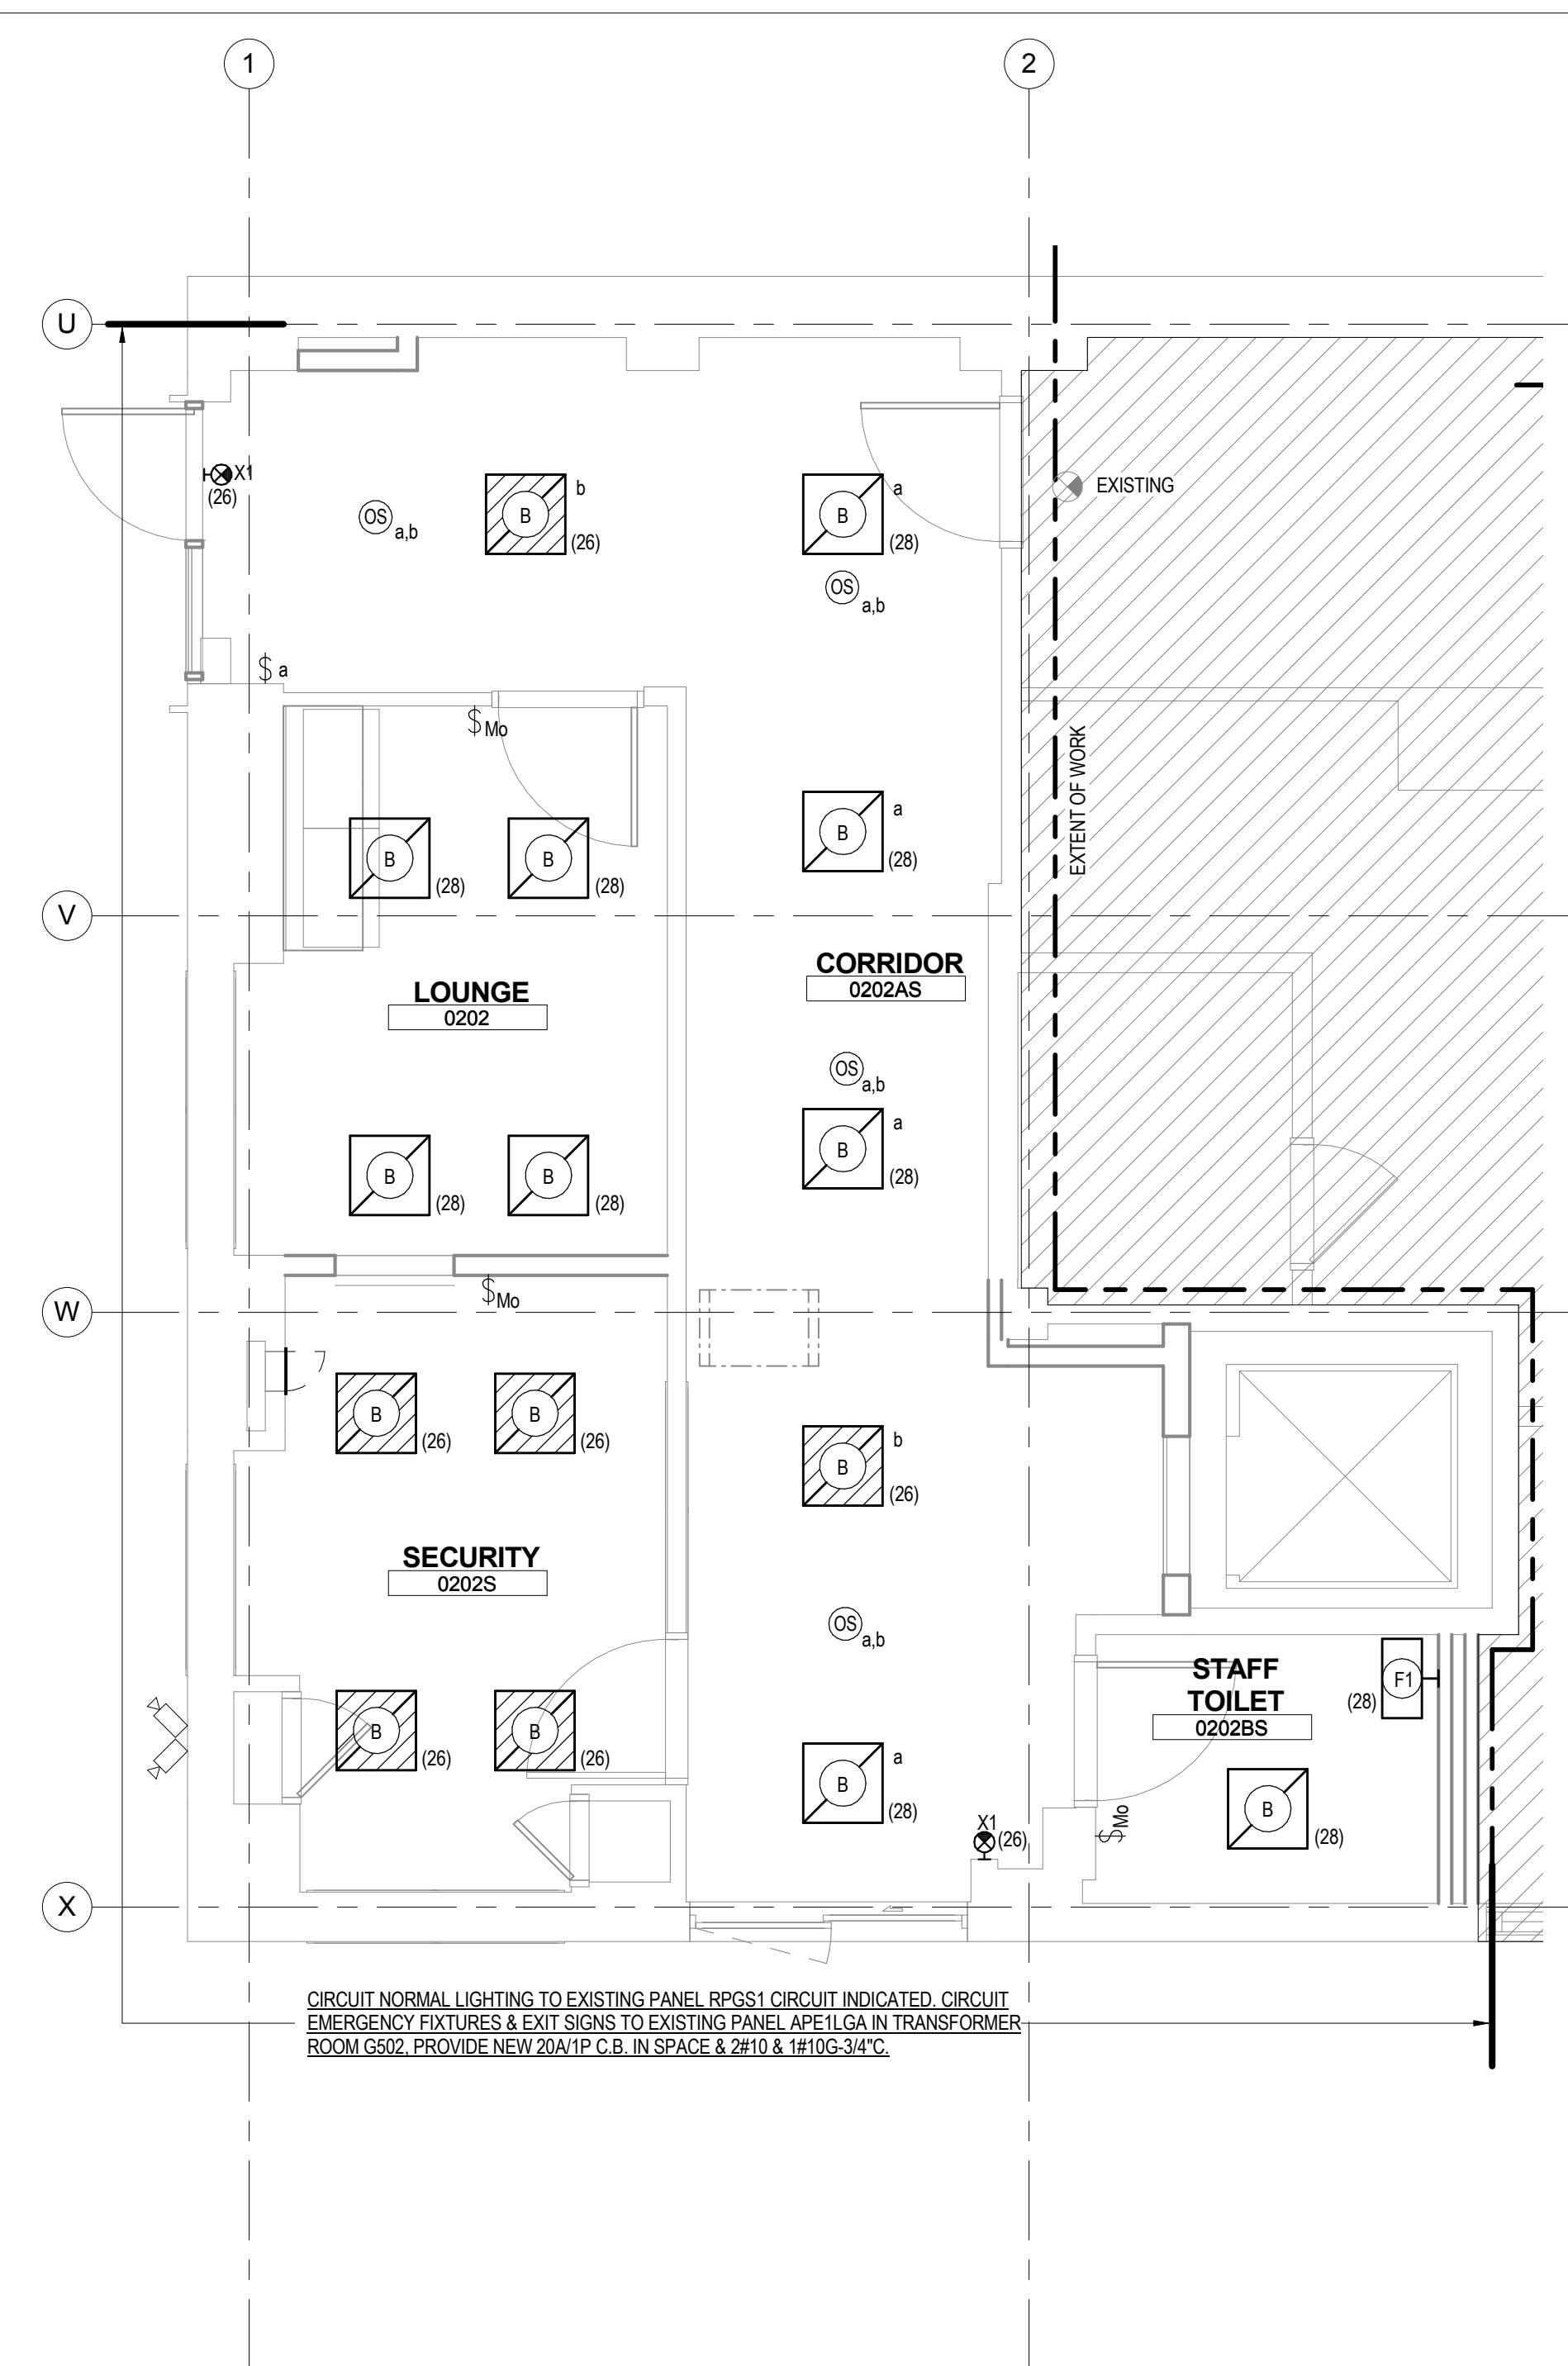 1
2
U
X1
(26)
OS
a,b
B
b
(26)
B
a
(28)
EXISTING
OS
a,b
$ a
$ Mo
EXTENT OF WORK
B
a
(28)
B
(28)
B
(28)
V
CORRIDOR
0202AS
LOUNGE
0202
OS
a,b
B
a
(28)
B
(28)
B
(28)
$ Mo
W
B
(26)
B
(26)
B
b
(26)
SECURITY
0202S
OS
a,b
STAFF
TOILET
0202BS
F1
(28)
B
(26)
B
(26)
B
a
(28)
X1
(26)
$ Mo
B
(28)
X
CIRCUIT NORMAL LIGHTING TO EXISTING PANEL RPGS1 CIRCUIT INDICATED. CIRCUIT
EMERGENCY FIXTURES & EXIT SIGNS TO EXISTING PANEL APE1LGA IN TRANSFORMER
ROOM G502, PROVIDE NEW 20A/1P C.B. IN SPACE & 2#10 & 1#10G-3/4"C.